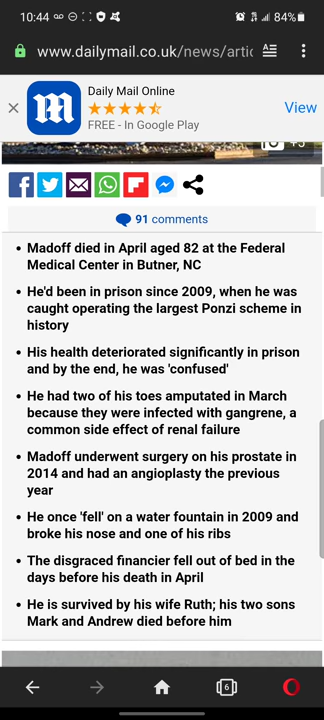 10:44
84%
www.dailymail.co.uk/news/artic
Daily Mail Online
FREE - In Google Play
View
+5
91 comments
• Madoff died in April aged 82 at the Federal
Medical Center in Butner, NC
• He'd been in prison since 2009, when he was
caught operating the largest Ponzi scheme in
history
• His health deteriorated significantly in prison
and by the end, he was 'confused'
• He had two of his toes amputated in March
because they were infected with gangrene, a
common side effect of renal failure
• Madoff underwent surgery on his prostate in
2014 and had an angioplasty the previous
year
• He once 'fell' on a water fountain in 2009 and
broke his nose and one of his ribs
• The disgraced financier fell out of bed in the
days before his death in April
• He is survived by his wife Ruth; his two sons
Mark and Andrew died before him
6